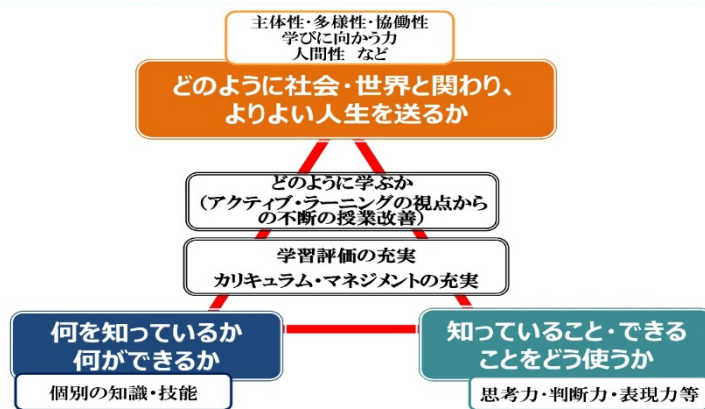 主体性・多様性・協働性
学びに向かう力
人間性 など
どのように社会・世界と関わり、
よりよい人生を送るか
どのように学ぶか
(アクティブ・ラーニングの視点から
の不断の授業改善)
学習評価の充実
カリキュラム・マネジメントの充実
何を知っているか
何ができるか
個別の知識・技能
知っていること・できる
ことをどう使うか
思考力・判断力・表現力等